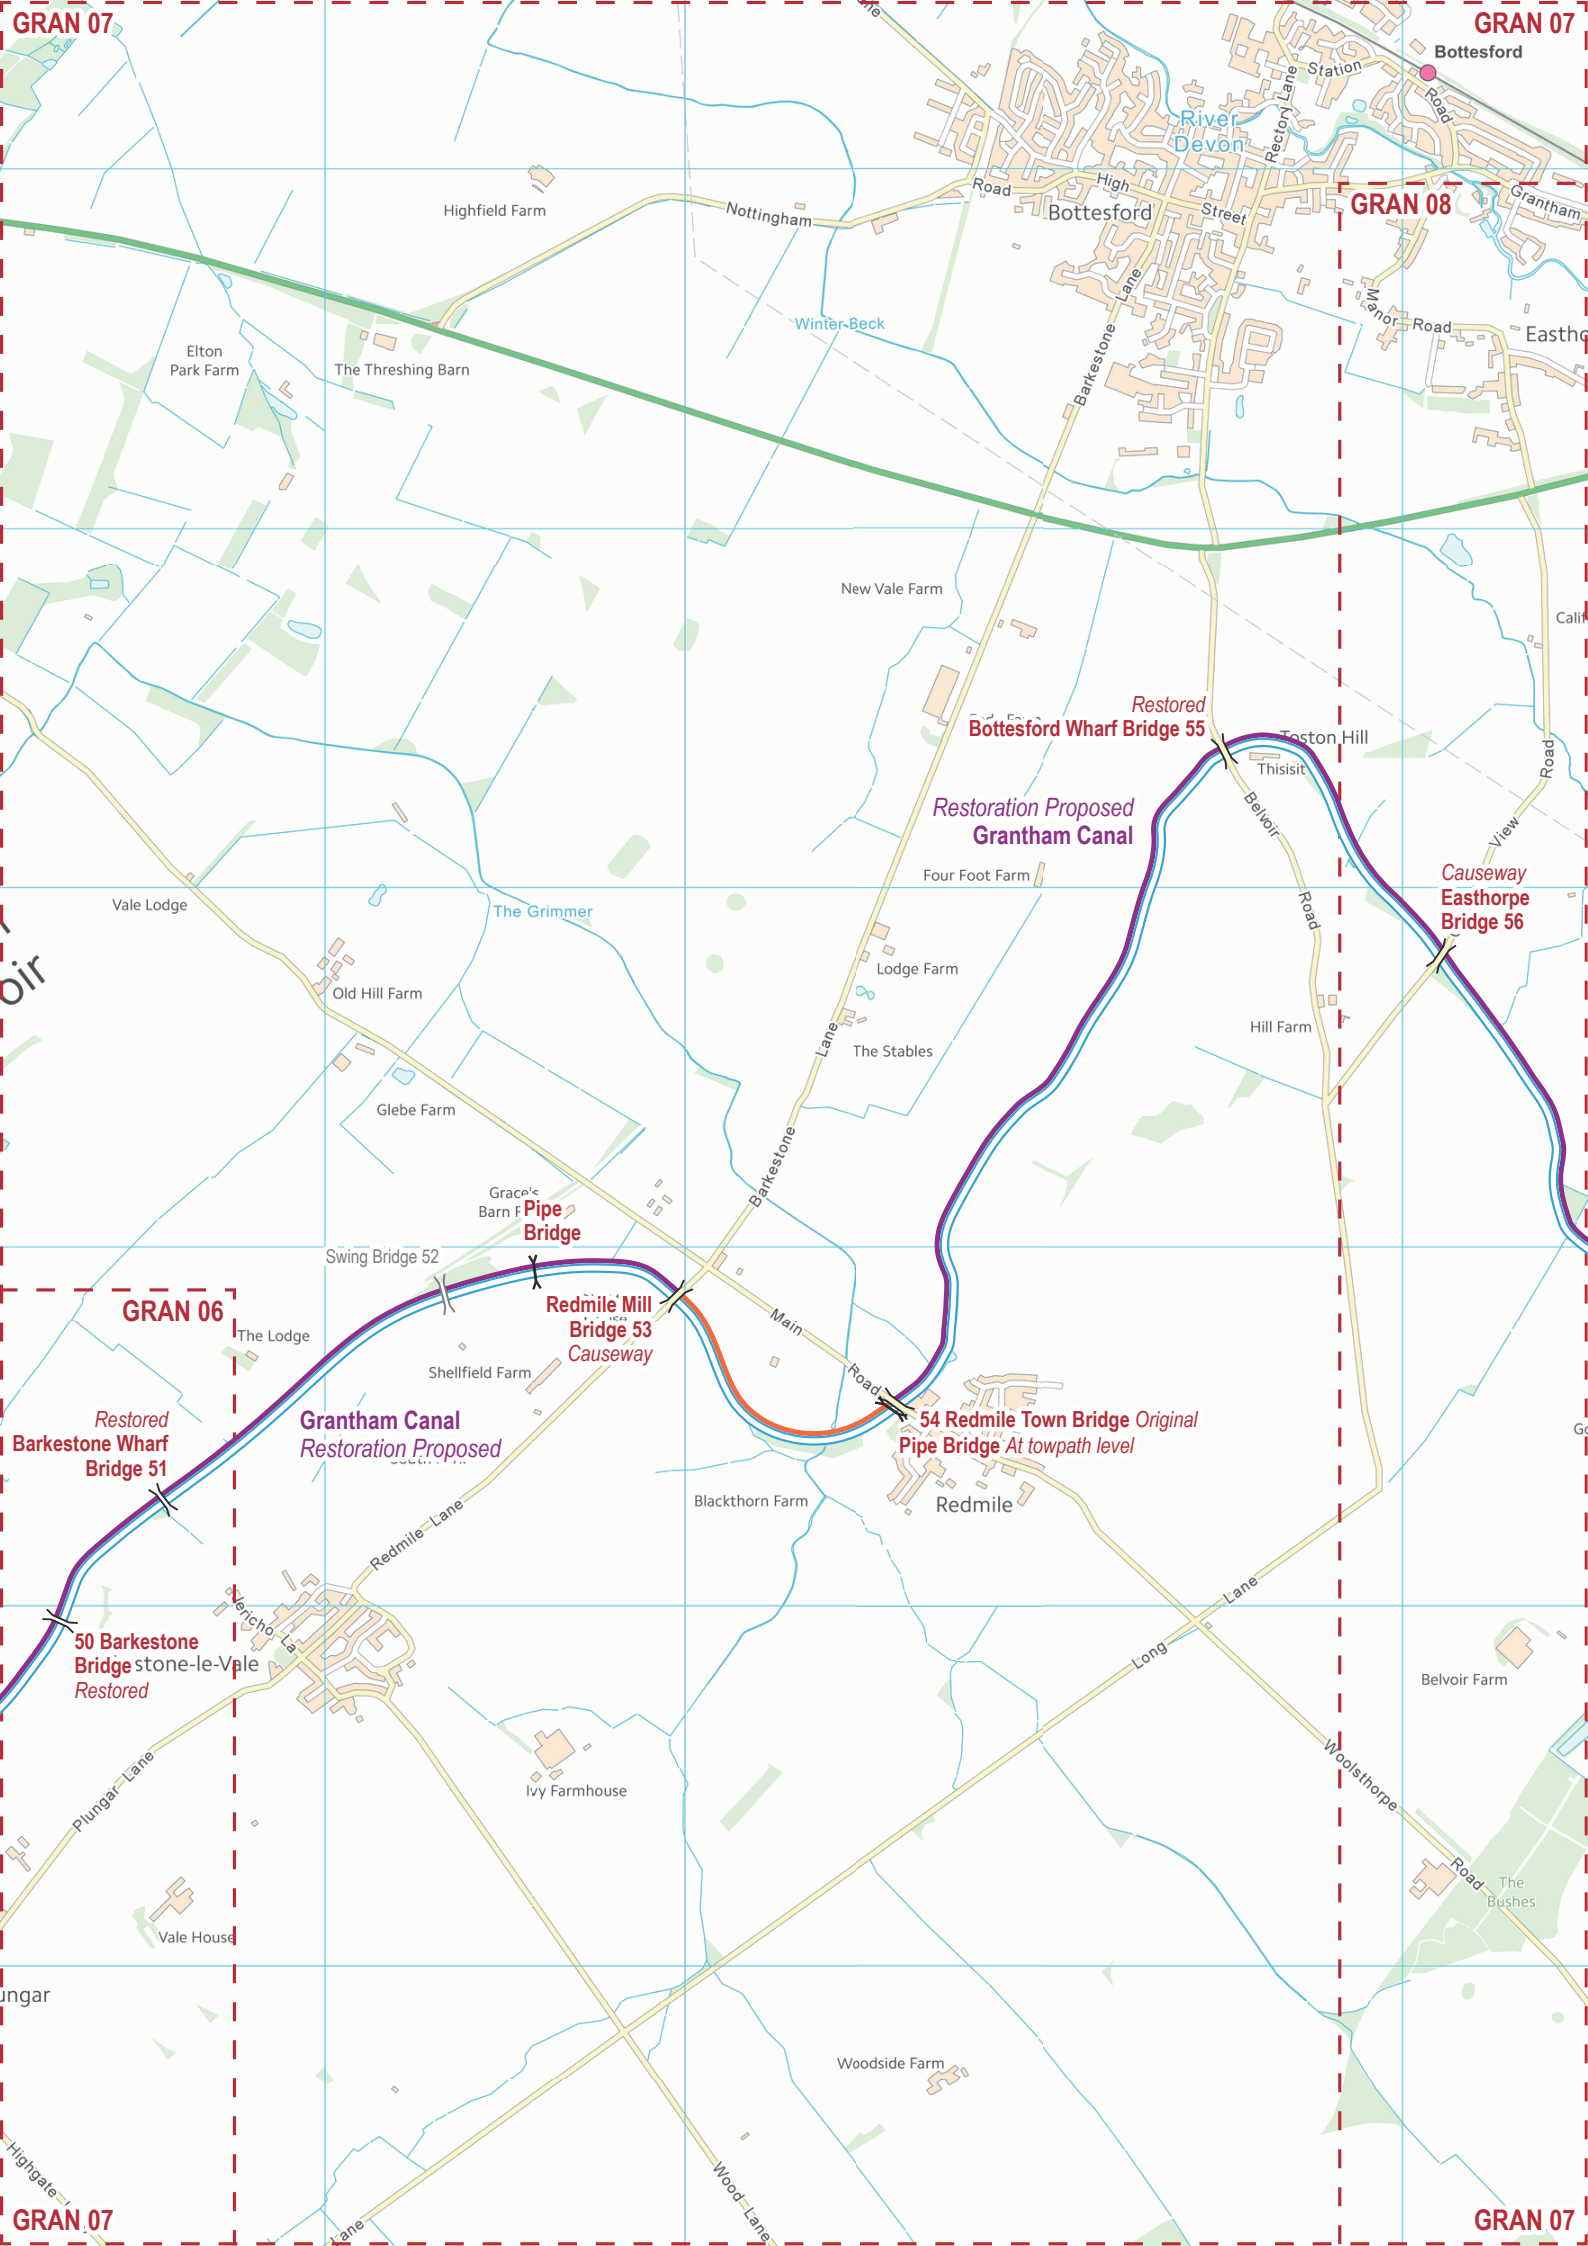 GRAN 07
GRAN 07
Bottesford
Station
Road
Rectory Lane
River
Devon
Road
High
Street
Nottingham
Bottesford
Grantham
GRAN 08
Highfield Farm
Barkestone Lane
Manor Road
Winter Beck
Elton
Park Farm
The Threshing Barn
New Vale Farm
Restored
Bottesford Wharf Bridge 55
Toston Hill
Thisisit
Road
View
Belvoir
Road
Restoration Proposed
Grantham Canal
Four Foot Farm
Causeway
Easthorpe
Bridge 56
Vale Lodge
The Grimmer
oir
Lodge Farm
Old Hill Farm
Hill Farm
Lane
The Stables
Glebe Farm
Barkestone
Grace's
Barn
Pipe
Bridge
Swing Bridge 52
GRAN 06
The Lodge
Redmile Mill
Bridge 53
Causeway
Main
Road
Shellfield Farm
Grantham Canal
Restoration Proposed
Restored
Barkestone Wharf
Bridge 51
54 Redmile Town Bridge Original
Pipe Bridge At towpath level
Redmile
Blackthorn Farm
Redmile Lane
Jericho La
Long Lane
50 Barkestone
Bridge
stone-le-Vale
Restored
Belvoir Farm
Plungar Lane
Ivy Farmhouse
Woolsthorpe
Road
The
Bushes
Vale House
ungar
Woodside Farm
Highgate
Wood Lane
Lane
GRAN 07
GRAN 07